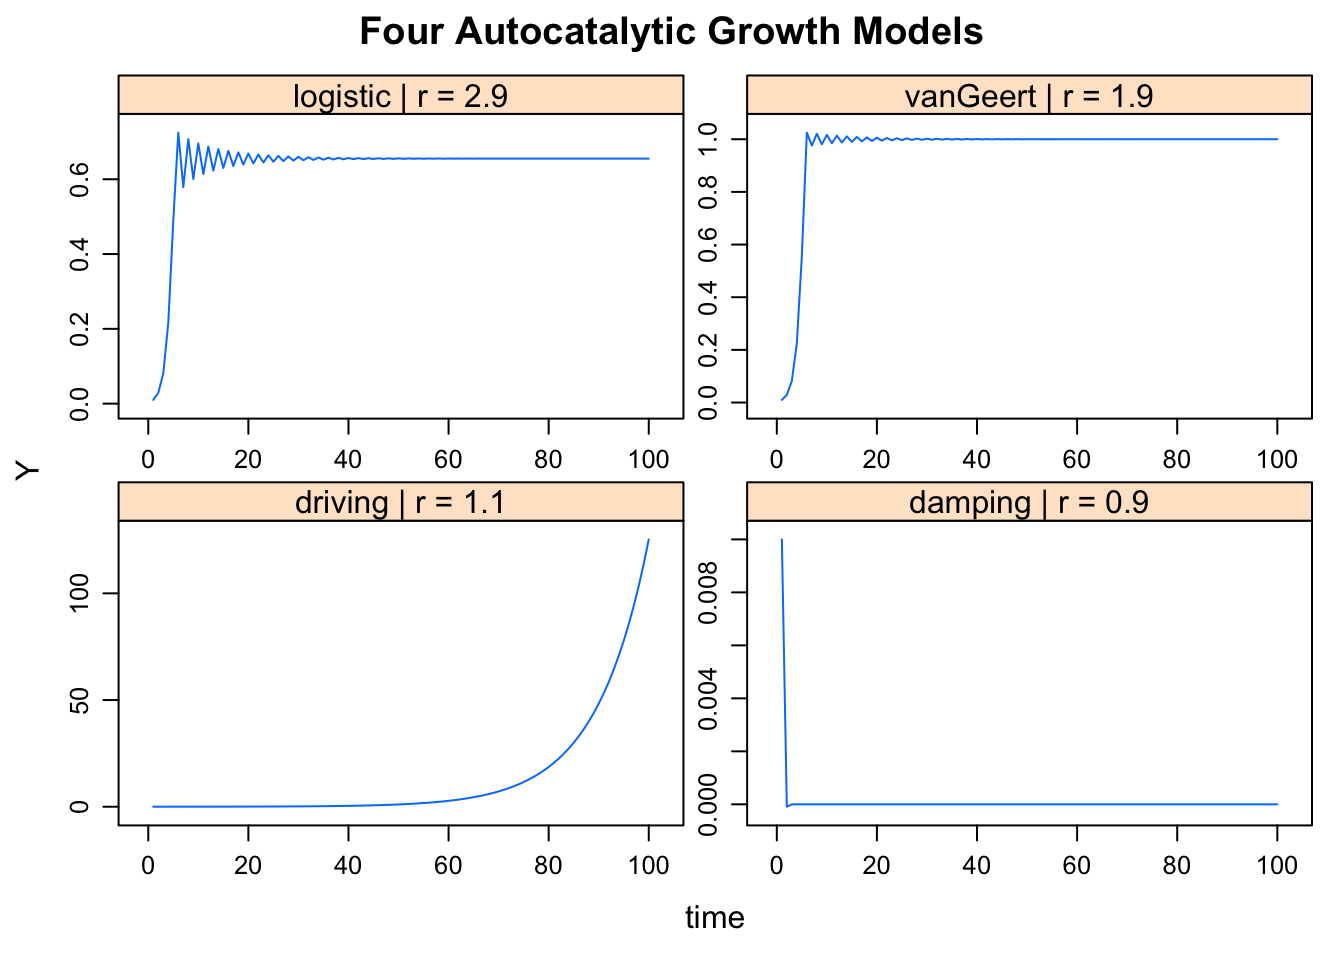 Four Autocatalytic Growth Models
logistic | r = 2.9
0.0 0.2 0.4 0.6
0 20 40 60 80 100
vanGeert | r = 1.9
0.0 0.2 0.4 0.6 0.8 1.0
0 20 40 60 80 100
Y
driving | r = 1.1
0 50 100
0 20 40 60 80 100
damping | r = 0.9
0.000 0.004 0.008
0 20 40 60 80 100
time